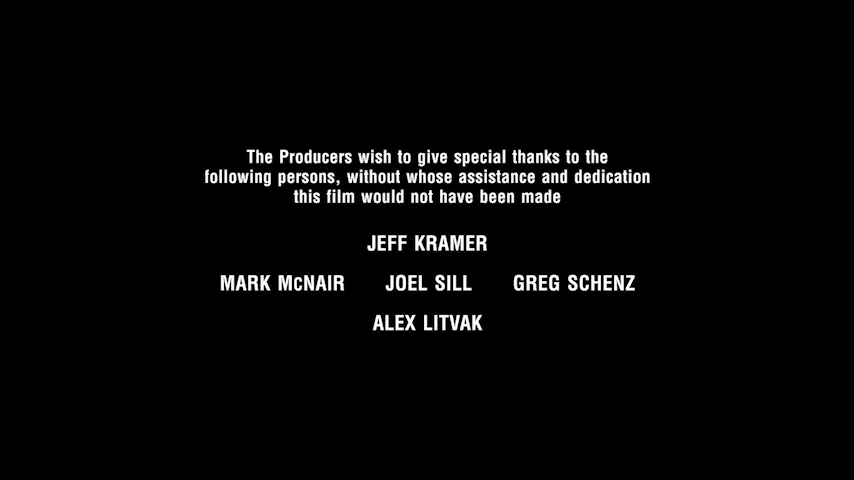 The Producers wish to give special thanks to the
following persons, without whose assistance and dedication
this film would not have been made
JEFF KRAMER
MARK McNAIR JOEL SILL GREG SCHENZ
ALEX LITVAK